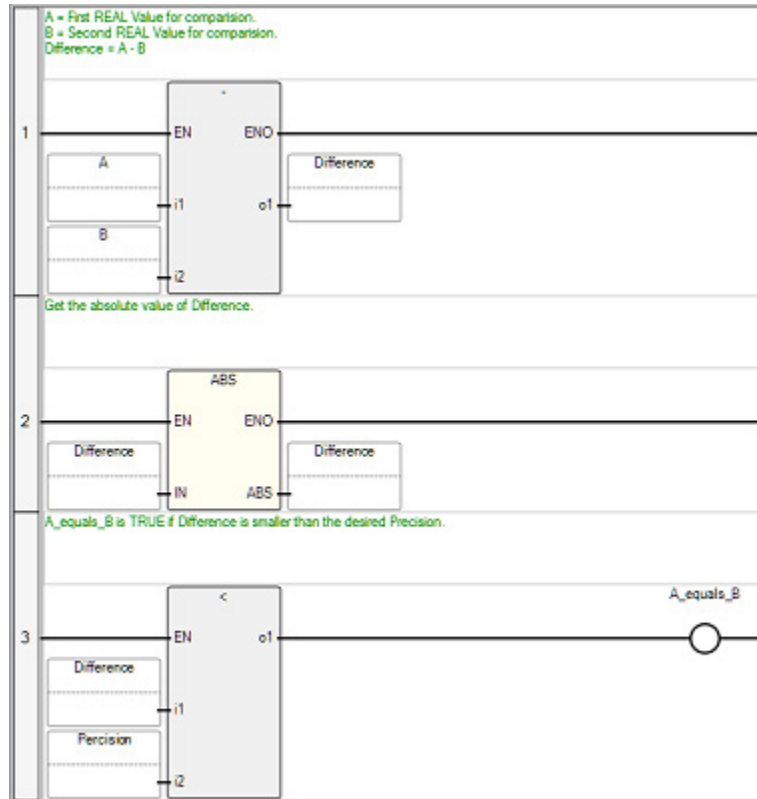 A = First REAL Value for comparision.
B = Second REAL Value for comparision.
Difference = A - B
-
1
EN ENO
A
Difference
i1 o1
B
i2
Get the absolute value of Difference.
ABS
2
EN ENO
Difference
Difference
IN ABS
A_equals_B is TRUE if Difference is smaller than the desired Precision.
<
A_equals_B
3
EN o1
Difference
i1
Percision
i2